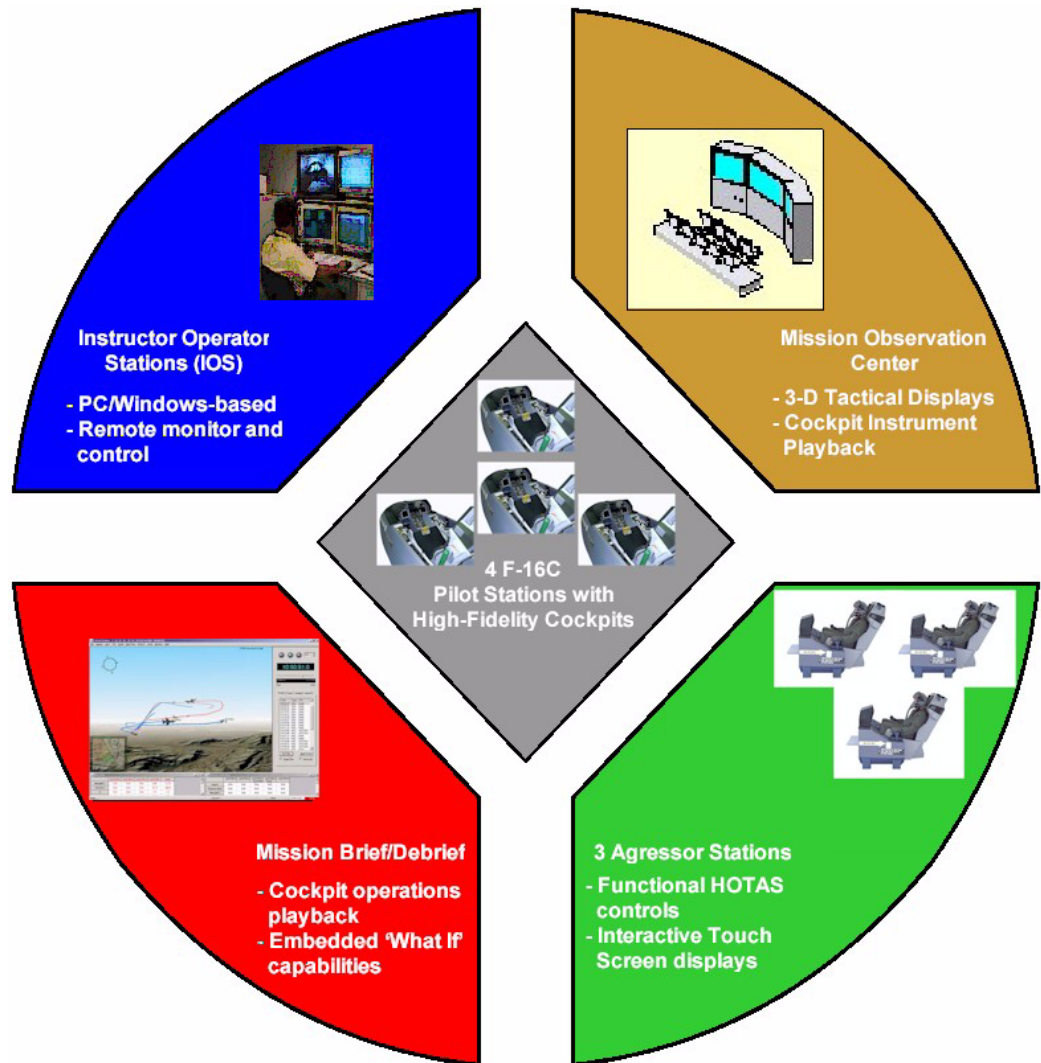 Instructor Operator
Stations (IOS)
- PC/Windows-based
- Remote monitor and
control
Mission Observation
Center
- 3-D Tactical Displays
- Cockpit Instrument
Playback
4 F-16C
Pilot Stations with
High-Fidelity Cockpits
Mission Brief/Debrief
- Cockpit operations
playback
- Embedded ‘What If’
capabilities
3 Agressor Stations
- Functional HOTAS
controls
- Interactive Touch
Screen displays